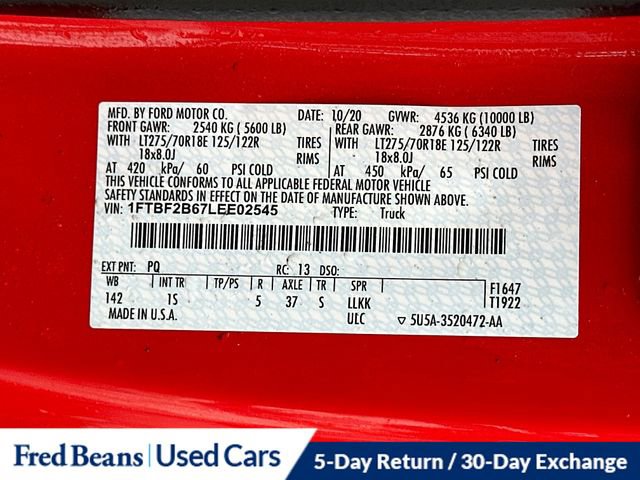 MFD. BY FORD MOTOR CO. DATE: 10/20 GVWR: 4536 KG (10000 LB)
FRONT GAWR: 2540 KG (5600 LB) REAR GAWR: 2876 KG (6340 LB)
WITH LT275/70R18E 125/122R TIRES WITH LT275/70R18E 125/122R TIRES
18x8.0J RIMS 18x8.0J RIMS
AT 420 kPa/ 60 PSI COLD AT 450 kPa/ 65 PSI COLD
THIS VEHICLE CONFORMS TO ALL APPLICABLE FEDERAL MOTOR VEHICLE
SAFETY STANDARDS IN EFFECT ON THE DATE OF MANUFACTURE SHOWN ABOVE.
VIN: 1FTBF2B67LEE02545 TYPE: Truck
EXT PNT: PQ RC: 13 DSO:
WB INT TR TP/PS R AXLE TR SPR F1647
142 1S 5 37 S LLKK T1922
MADE IN U.S.A. ULC ▽ 5U5A-3520472-AA
Fred Beans | Used Cars 5-Day Return / 30-Day Exchange